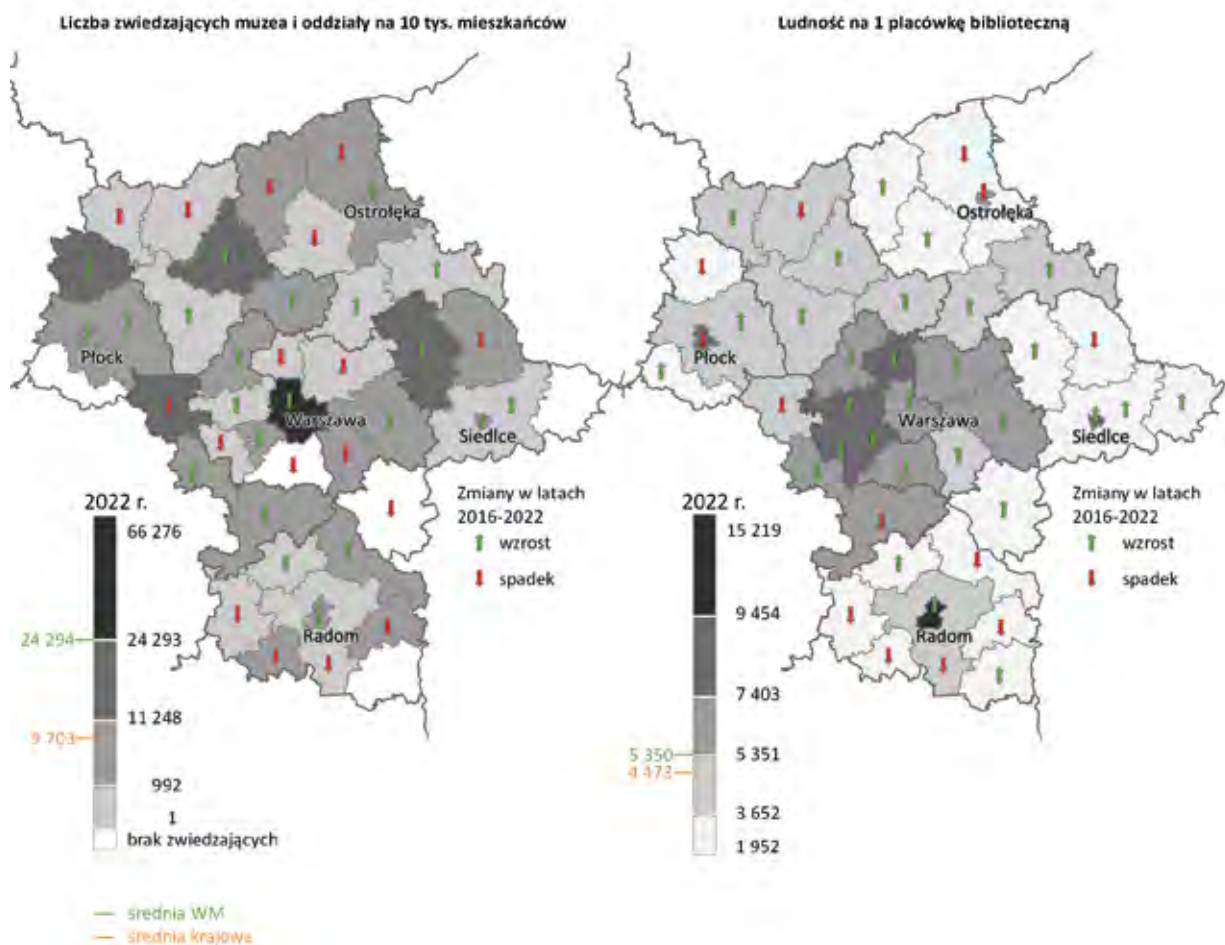 Liczba zwiedzających muzea i oddziały na 10 tys. mieszkańców
Ostrołęka
Płock
Warszawa
Siedlce
Radom
2022 r.
66 276
24 294
24 293
11 248
9 703
992
1
brak zwiedzających
Zmiany w latach
2016-2022
wzrost
spadek
średnia WM
średnia krajowa
Ludność na 1 placówkę biblioteczną
Ostrołęka
Płock
Warszawa
Siedlce
Radom
2022 r.
15 219
9 454
7 403
5 350
5 351
4 473
3 652
1 952
Zmiany w latach
2016-2022
wzrost
spadek